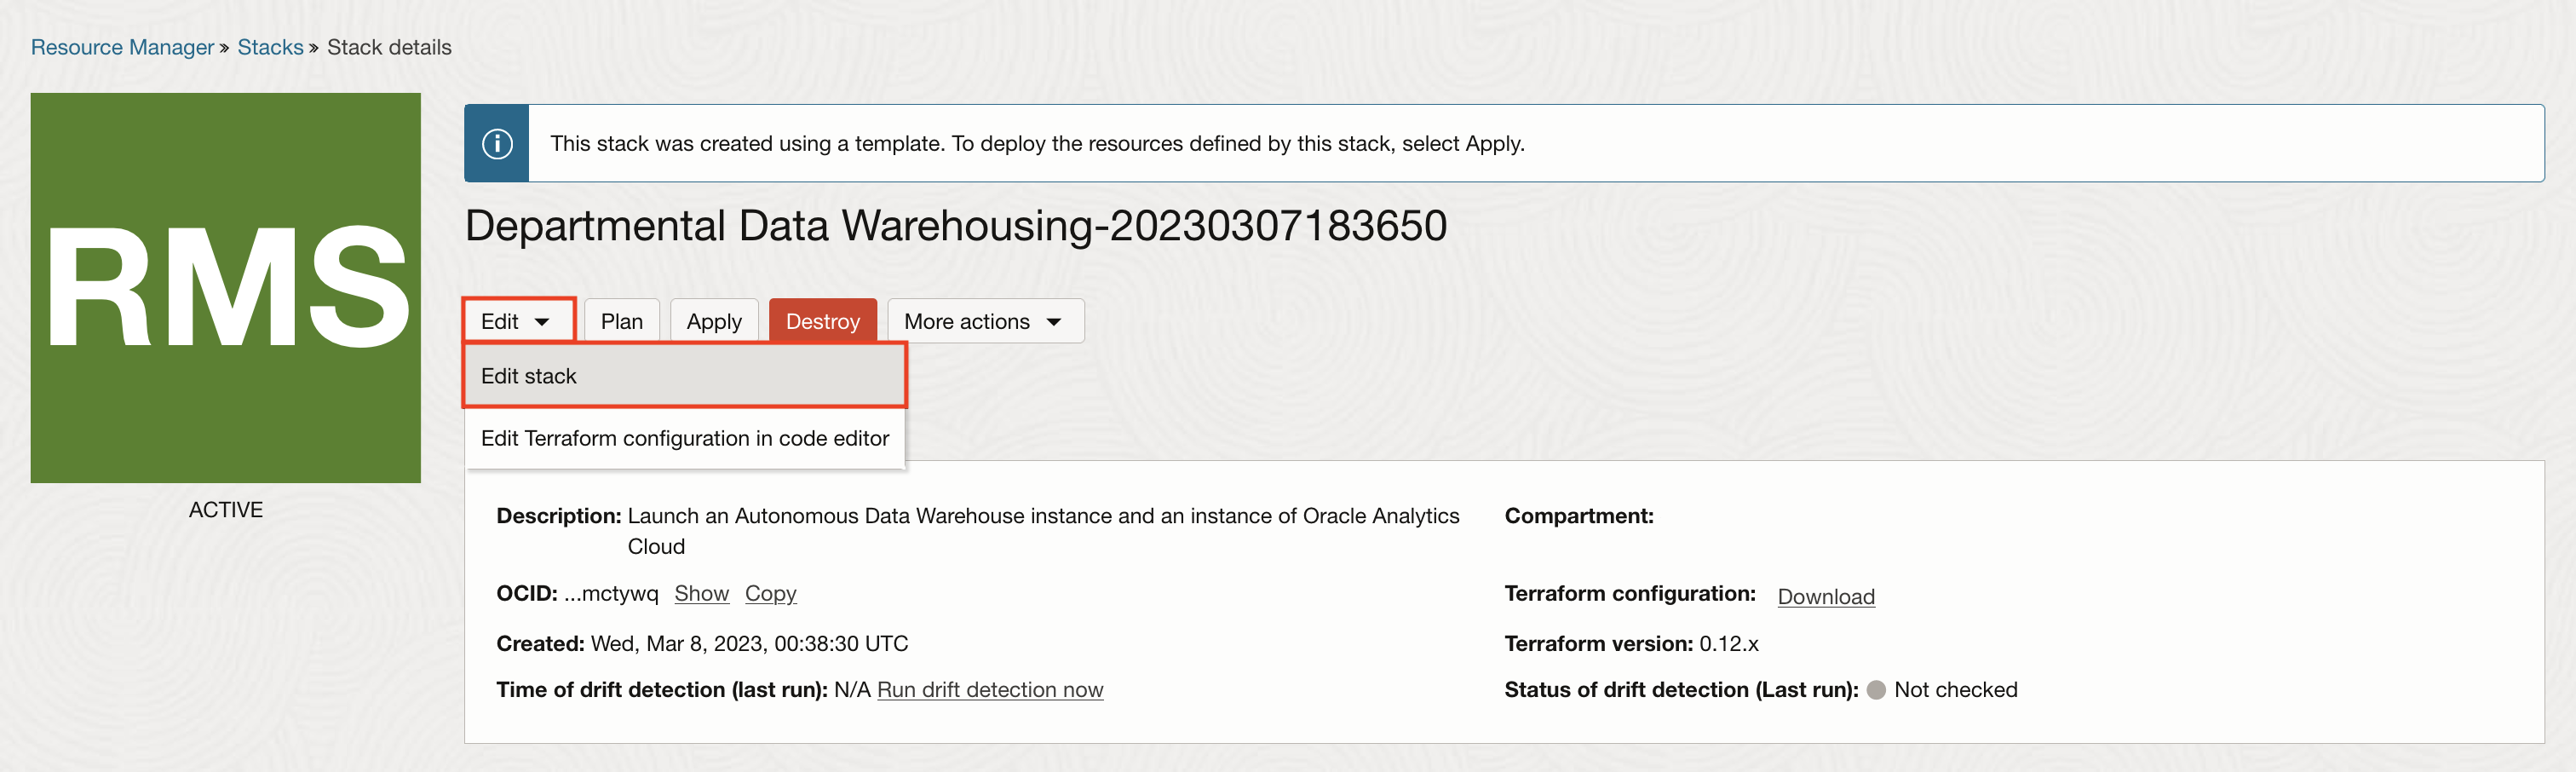 Resource Manager » Stacks » Stack details
RMS
ACTIVE
This stack was created using a template. To deploy the resources defined by this stack, select Apply.
Departmental Data Warehousing-20230307183650
Edit Plan Apply Destroy More actions
Edit stack
Edit Terraform configuration in code editor
Description: Launch an Autonomous Data Warehouse instance and an instance of Oracle Analytics
Cloud
OCID: ...mctywq Show Copy
Created: Wed, Mar 8, 2023, 00:38:30 UTC
Time of drift detection (last run): N/A Run drift detection now
Compartment:
Terraform configuration: Download
Terraform version: 0.12.x
Status of drift detection (Last run): Not checked